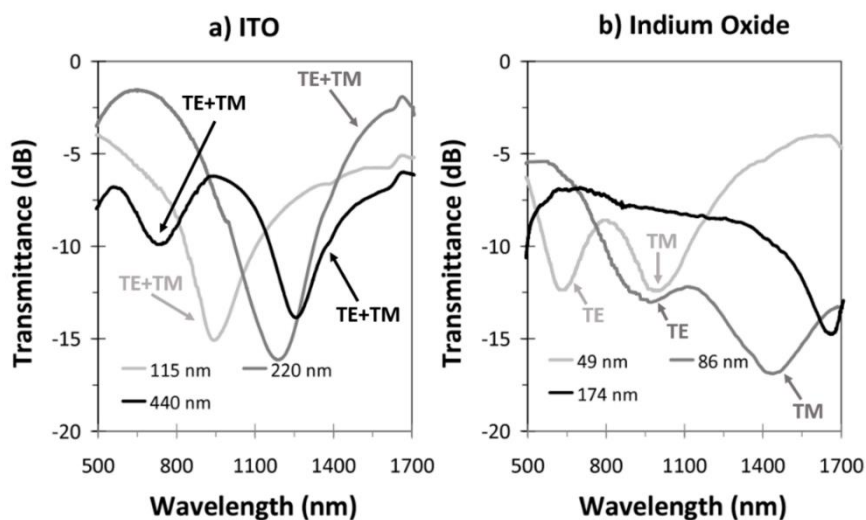 a) ITO
b) Indium Oxide
Transmittance (dB)
0
-5
-10
-15
-20
TE+TM
TE+TM
TE+TM
TE+TM
115 nm
220 nm
440 nm
500
800
1100
1400
1700
Wavelength (nm)
Transmittance (dB)
0
-5
-10
-15
-20
TM
TE
TE
TM
49 nm
86 nm
174 nm
500
800
1100
1400
1700
Wavelength (nm)